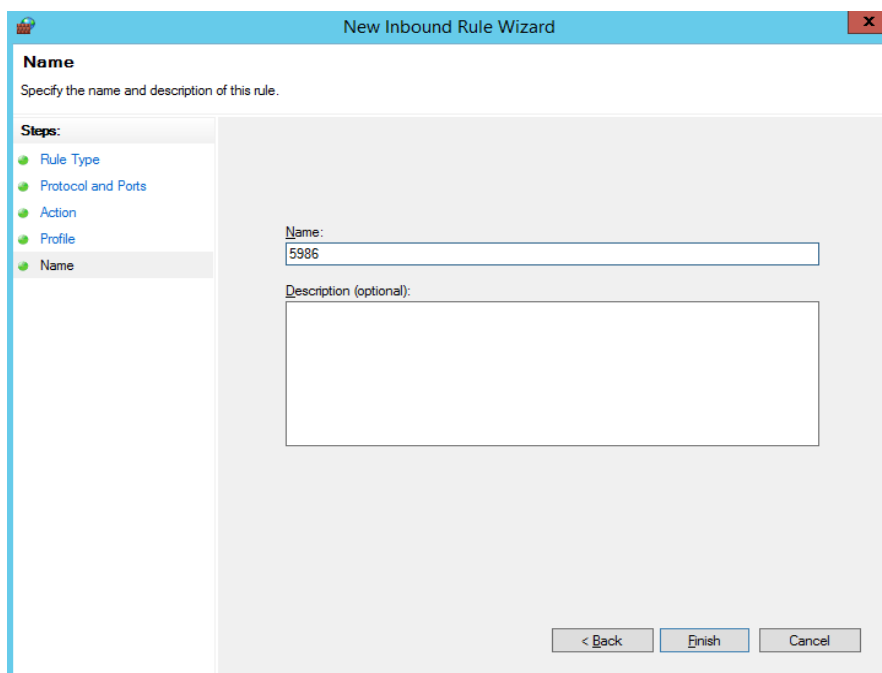 New Inbound Rule Wizard
x
Name
Specify the name and description of this rule.
Steps:
Rule Type
Protocol and Ports
Action
Profile
Name
Name:
5986
Description (optional):
< Back
Finish
Cancel